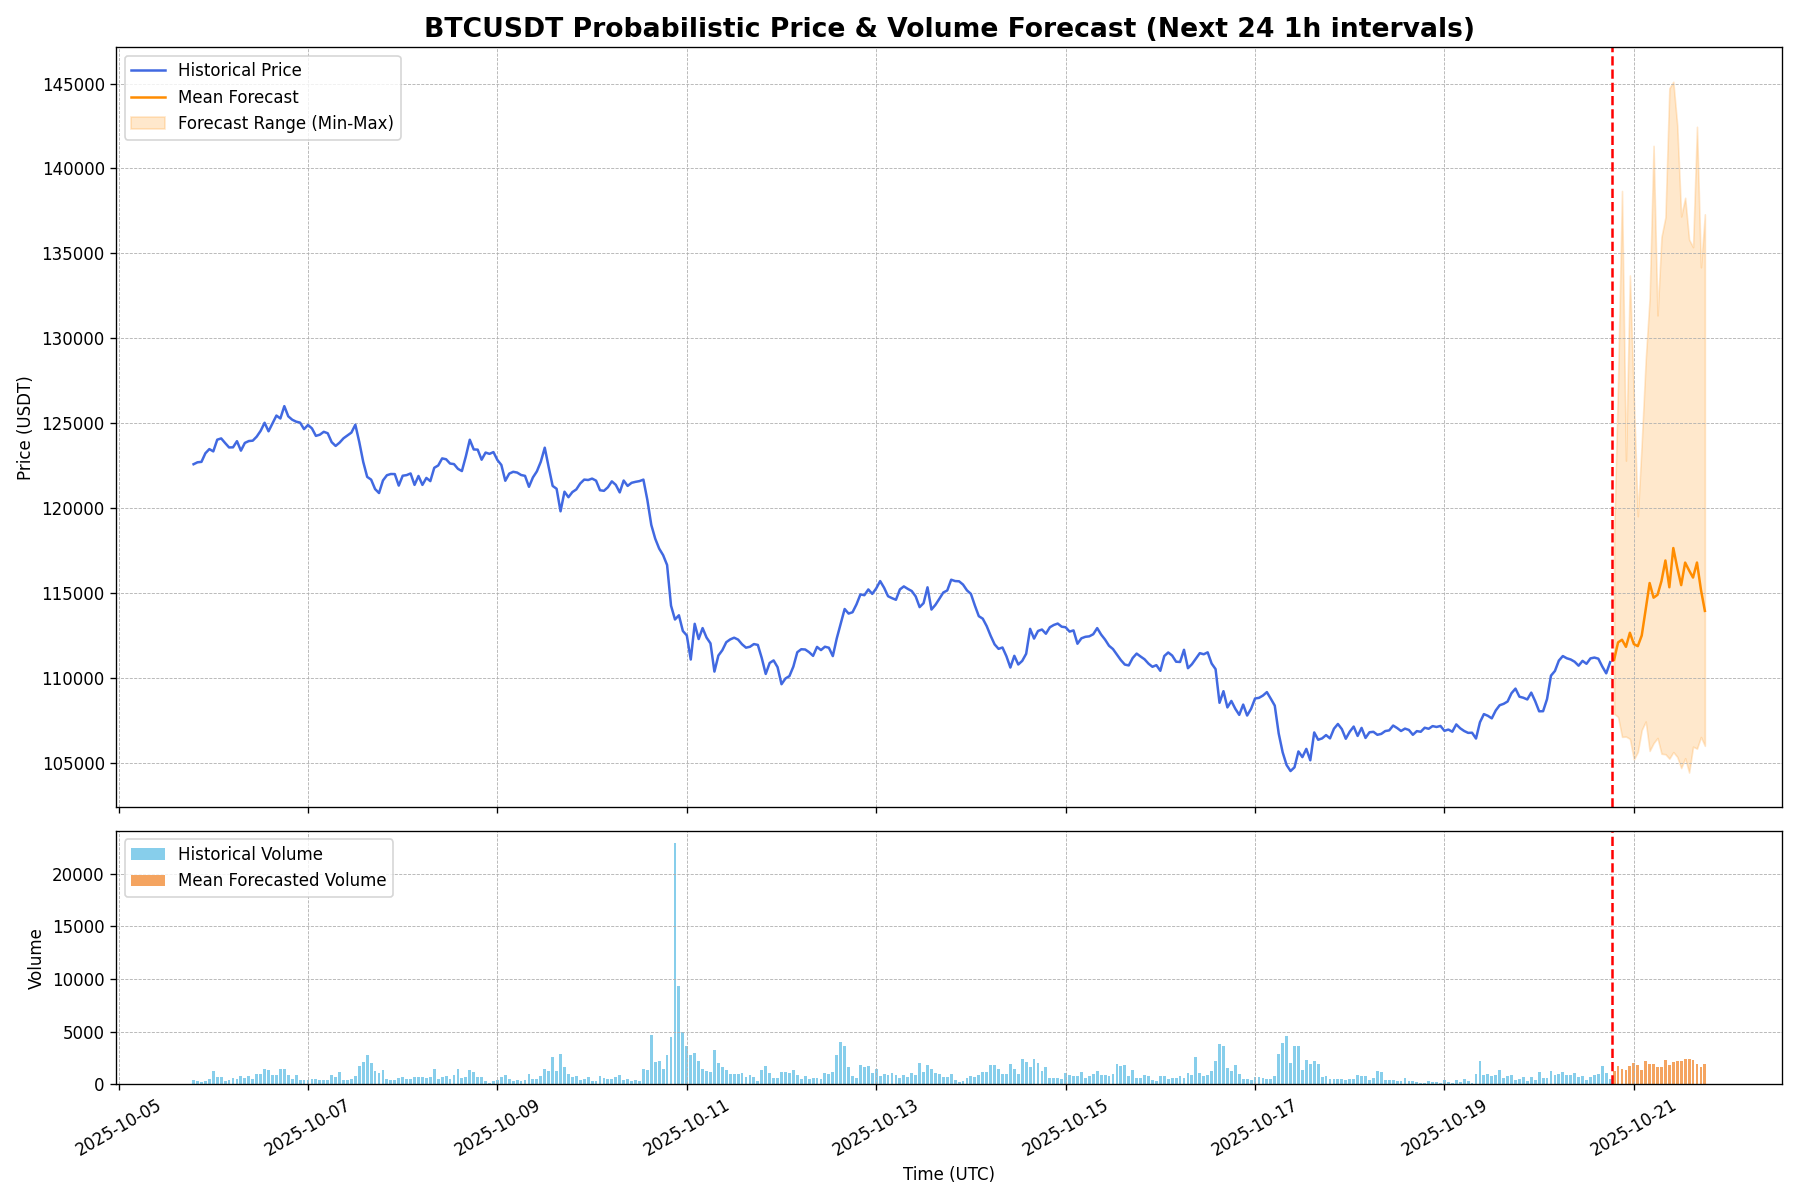 BTCUSDT Probabilistic Price & Volume Forecast (Next 24 1h intervals)
Historical Price
Mean Forecast
Forecast Range (Min-Max)
145000
140000
135000
130000
125000
120000
115000
110000
105000
Price (USDT)
Historical Volume
Mean Forecasted Volume
20000
15000
10000
5000
0
Volume
2025-10-05
2025-10-07
2025-10-09
2025-10-11
2025-10-13
2025-10-15
2025-10-17
2025-10-19
2025-10-21
Time (UTC)